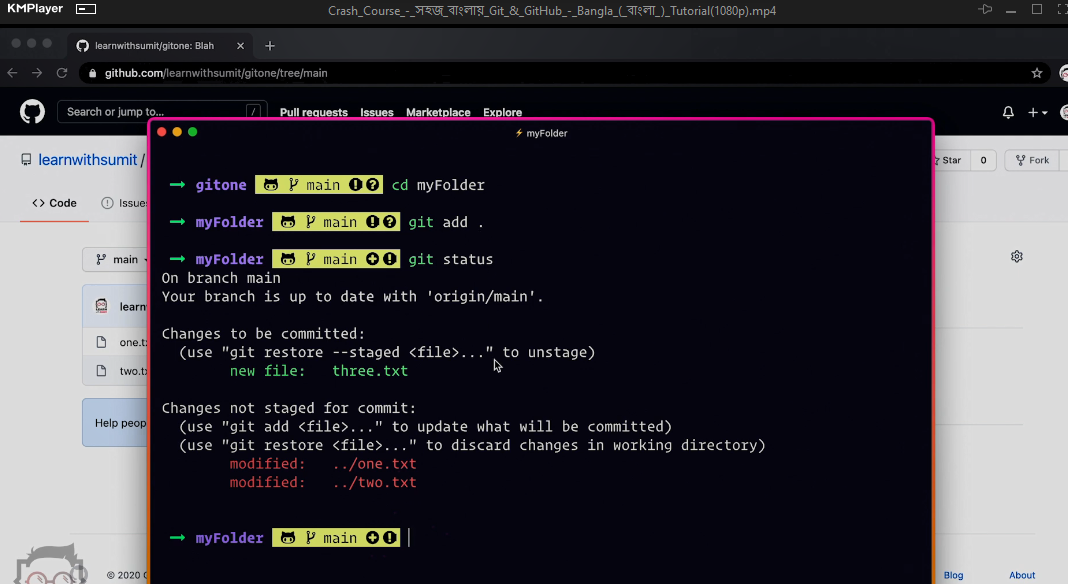 KMPlayer
Crash_Course_-_সহজ_বাংলায়_Git_&_GitHub_-_Bangla_(_বাংলা_)_Tutorial(1080p).mp4
learnwithsumit/gitone: Blah
github.com/learnwithsumit/gitone/tree/main
Search or jump to... /
Pull requests Issues Marketplace Explore
⚡ myFolder
learnwithsumit /
Star 0 Fork
<> Code Issues
→ gitone main cd myFolder
→ myFolder main git add .
→ myFolder main git status
main
On branch main
Your branch is up to date with 'origin/main'.
learn
Changes to be committed:
one.tx
(use "git restore --staged <file>..." to unstage)
two.tx
new file: three.txt
Changes not staged for commit:
Help peop
(use "git add <file>..." to update what will be committed)
(use "git restore <file>..." to discard changes in working directory)
modified: ../one.txt
modified: ../two.txt
→ myFolder main
© 2020
Blog About